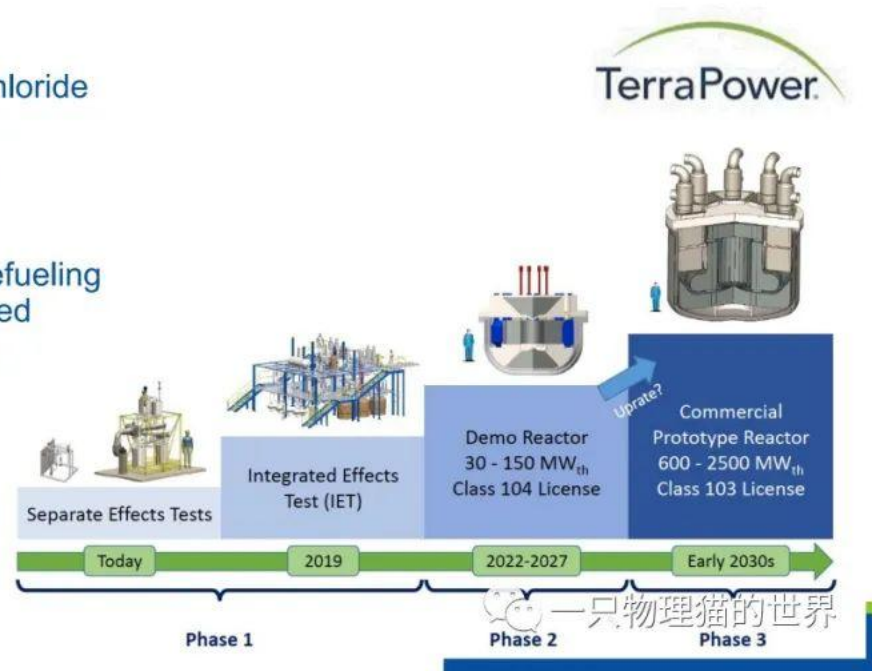 hloride
TerraPower
efueling
ed
Uprate?
Separate Effects Tests
Integrated Effects
Test (IET)
Demo Reactor
30 - 150 MWth
Class 104 License
Commercial
Prototype Reactor
600 - 2500 MWth
Class 103 License
Today
2019
2022-2027
Early 2030s
一只物理猫的世界
Phase 1
Phase 2
Phase 3